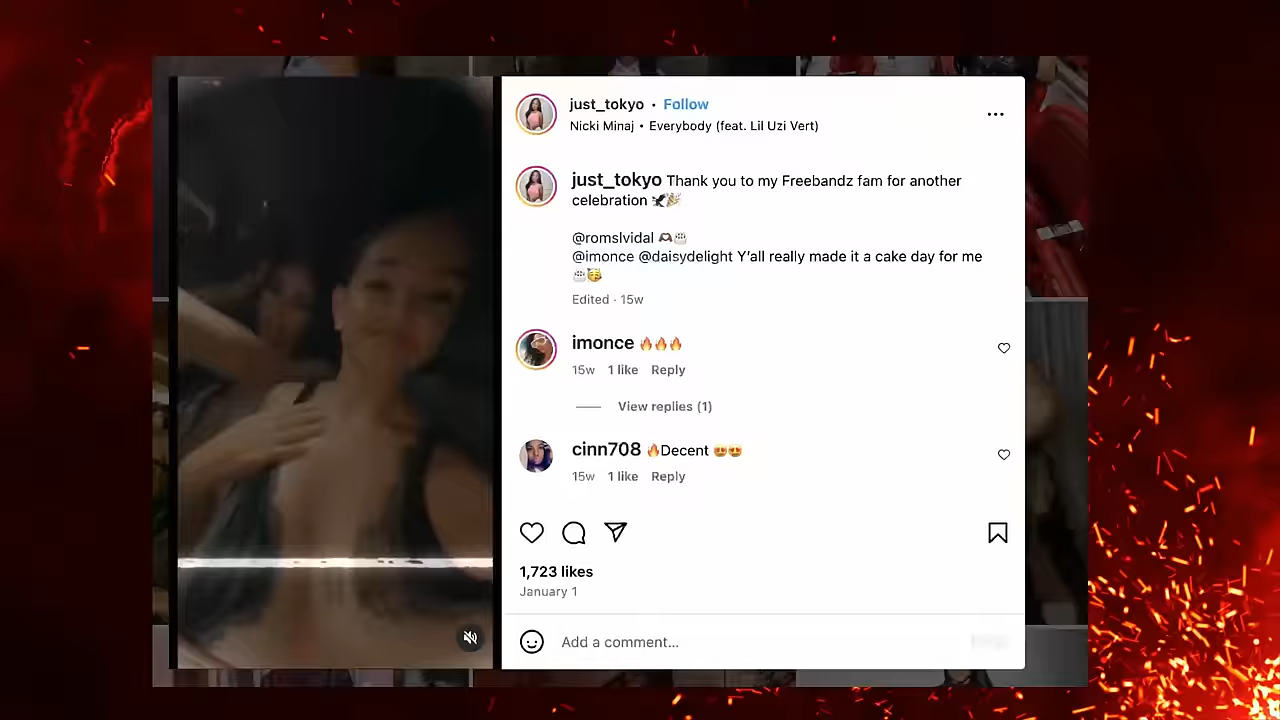 just_tokyo • Follow
Nicki Minaj • Everybody (feat. Lil Uzi Vert)
just_tokyo Thank you to my Freebandz fam for another
celebration 🦅🎉
@romslvidal 🫶🏾🎂
@imonce @daisydelight Y'all really made it a cake day for me
🎂🥳
Edited · 15w
imonce 🔥🔥🔥
15w 1 like Reply
View replies (1)
cinn708 🔥Decent 😍😍
15w 1 like Reply
1,723 likes
January 1
Add a comment...